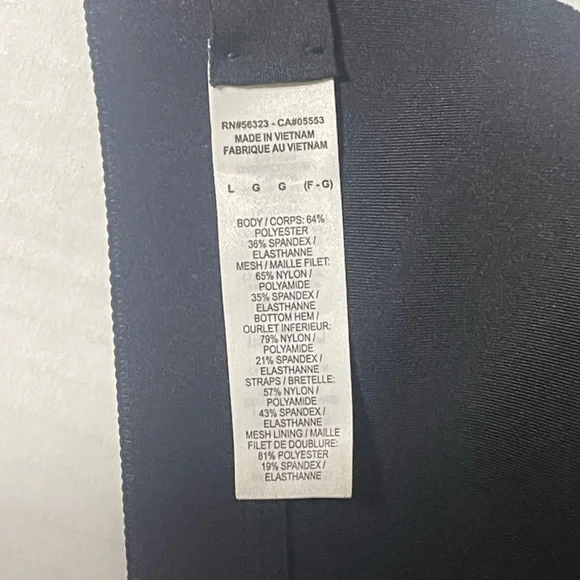 RN#56323 - CA#05553
MADE IN VIETNAM
FABRIQUE AU VIETNAM
L G G (F - G)
BODY / CORPS: 64%
POLYESTER
36% SPANDEX /
ELASTHANNE
MESH / MAILLE FILET:
65% NYLON /
POLYAMIDE
35% SPANDEX /
ELASTHANNE
BOTTOM HEM /
OURLET INFERIEUR:
79% NYLON /
POLYAMIDE
21% SPANDEX /
ELASTHANNE
STRAPS / BRETELLE:
57% NYLON /
POLYAMIDE
43% SPANDEX /
ELASTHANNE
MESH LINING / MAILLE
FILET DE DOUBLURE:
81% POLYESTER
19% SPANDEX /
ELASTHANNE